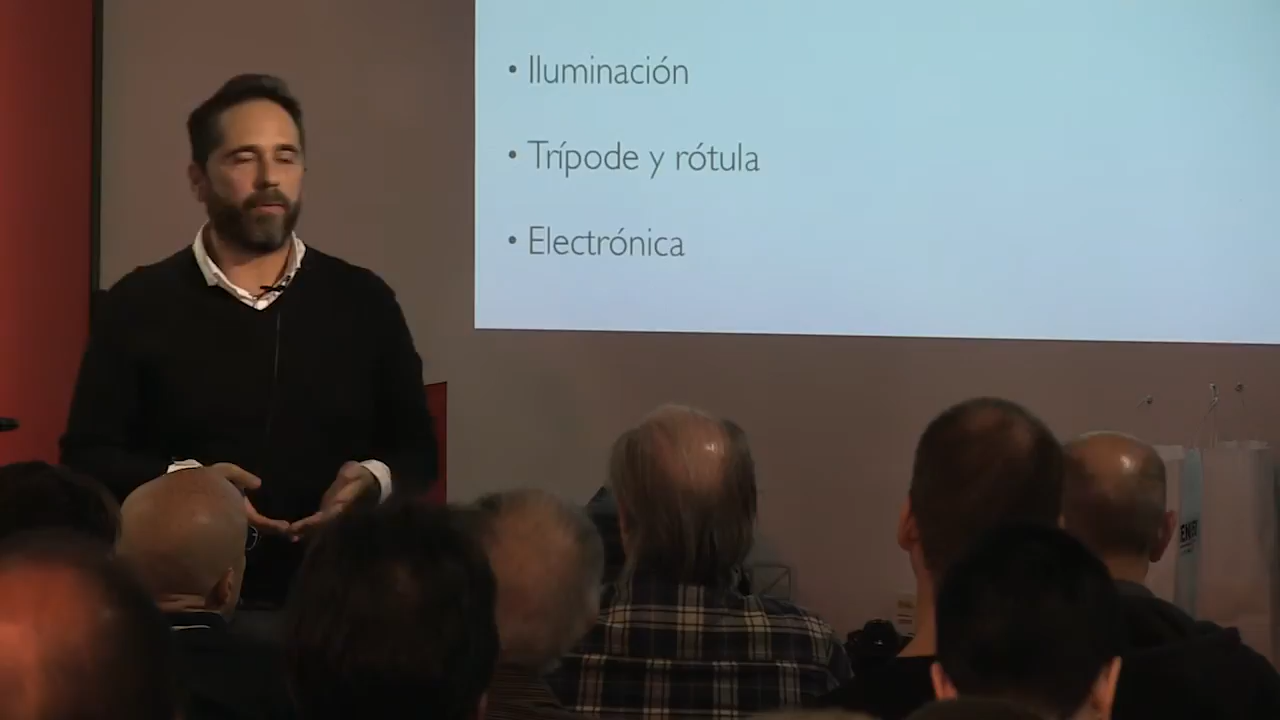 • Iluminación
• Trípode y rótula
• Electrónica